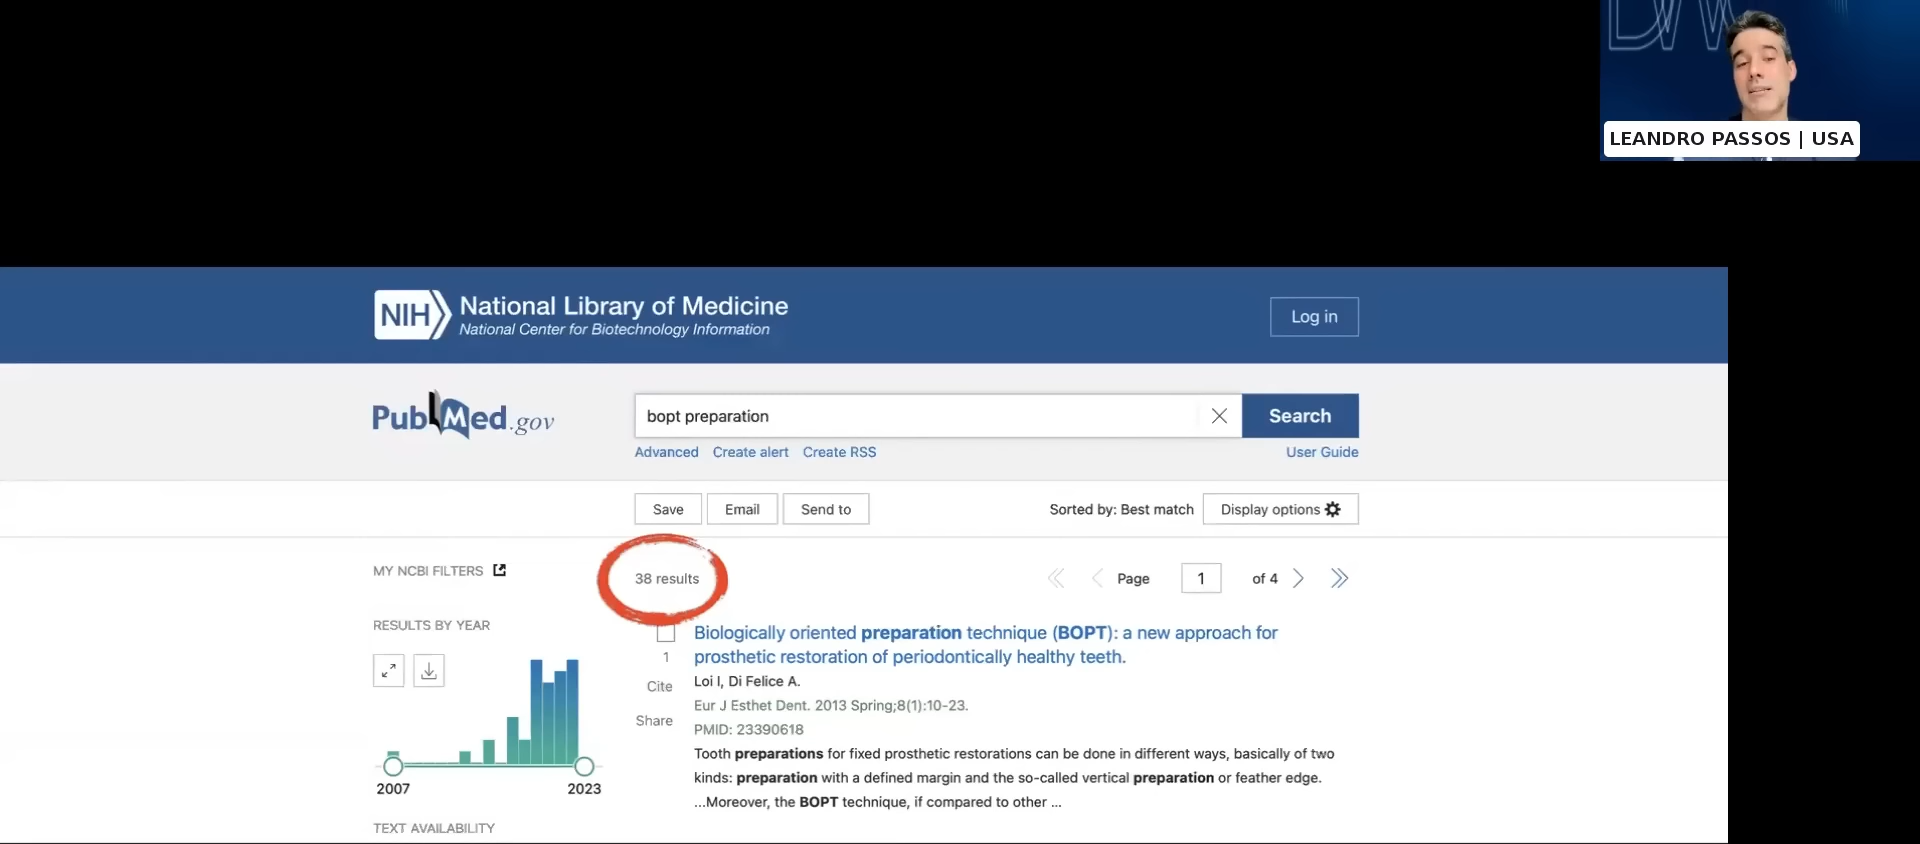 LEANDRO PASSOS | USA
NIH
National Library of Medicine
National Center for Biotechnology Information
Log in
PubMed.gov
bopt preparation
Search
Advanced Create alert Create RSS
User Guide
Save Email Send to
Sorted by: Best match Display options
MY NCBI FILTERS
38 results
Page 1 of 4
RESULTS BY YEAR
2007 2023
TEXT AVAILABILITY
1
Cite
Share
Biologically oriented preparation technique (BOPT): a new approach for
prosthetic restoration of periodontically healthy teeth.
Loi I, Di Felice A.
Eur J Esthet Dent. 2013 Spring;8(1):10-23.
PMID: 23390618
Tooth preparations for fixed prosthetic restorations can be done in different ways, basically of two
kinds: preparation with a defined margin and the so-called vertical preparation or feather edge.
...Moreover, the BOPT technique, if compared to other ...